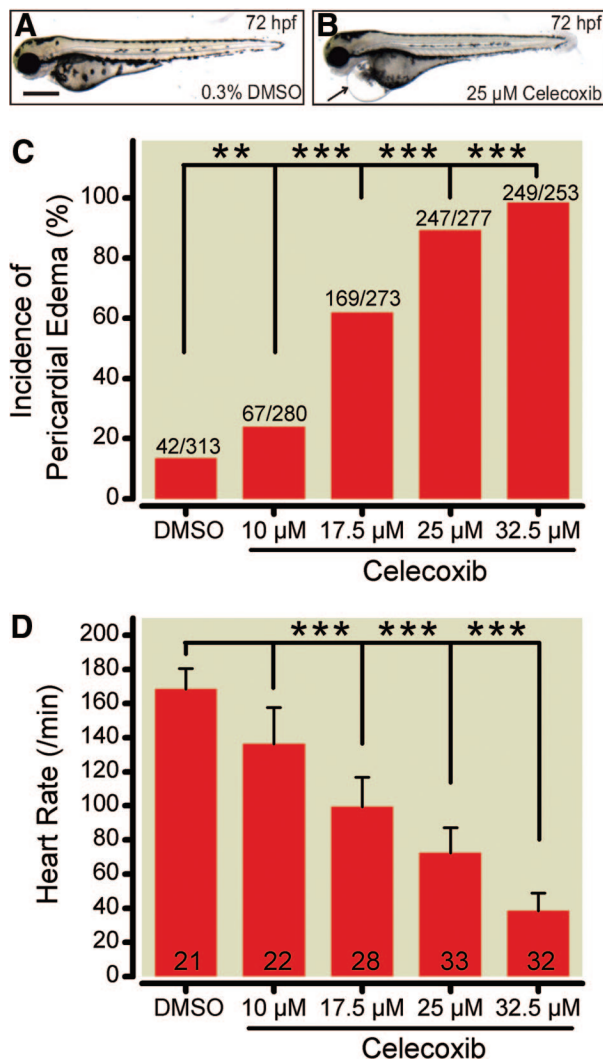 A
72 hpf
0.3% DMSO
B
72 hpf
25 µM Celecoxib
C
** *** *** ***
Incidence of
Pericardial Edema (%)
100
80
60
40
20
0
42/313
67/280
169/273
247/277
249/253
DMSO 10 µM 17.5 µM 25 µM 32.5 µM
Celecoxib
D
*** *** ***
Heart Rate (/min)
200
180
160
140
120
100
80
60
40
20
0
21 22 28 33 32
DMSO 10 µM 17.5 µM 25 µM 32.5 µM
Celecoxib